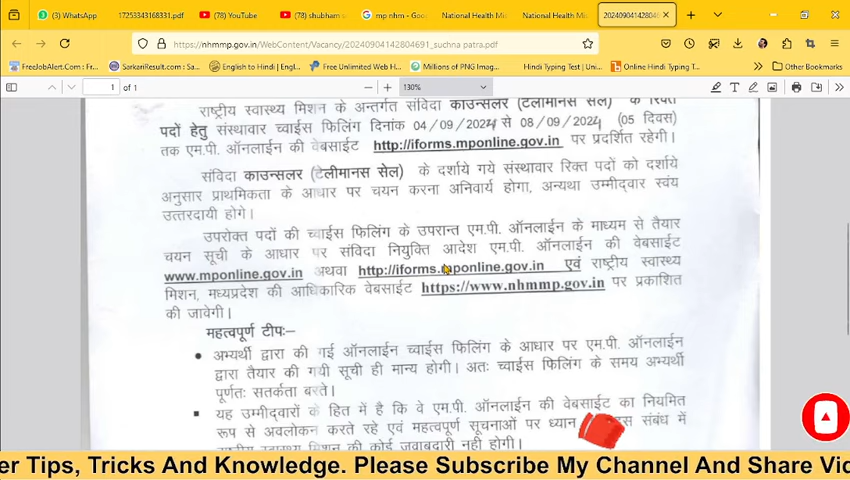 WhatsApp
17253343168331.pdf
(78) YouTube
(78) shubham s
mp nhm - Goo
National Health Mis
National Health Mis
20240904142804691
https://nhmmp.gov.in/WebContent/Vacancy/20240904142804691_suchna patra.pdf
FreeJobAlert.Com |
SarkariResult.com : Sar
English to Hindi | Engl
Free Unlimited Web H
Millions of PNG Imag
Hindi Typing Test | Uni
Online Hindi Typing T
Other Bookmarks
1 of 1
130%
राष्ट्रीय स्वास्थ्य मिशन के अन्तर्गत संविदा काउन्सलर (टेलीमानस सेल) के रिक्त
पदों हेतु संस्थावार च्वाईस फिलिंग दिनांक 04/09/2024 से 08/09/2024 (05 दिवस)
तक एम.पी. ऑनलाईन की वेबसाईट http://iforms.mponline.gov.in पर प्रदर्शित रहेगी।
संविदा काउन्सलर (टेलीमानस सेल) के दर्शाये गये संस्थावार रिक्त पदों को दर्शाये
अनुसार प्राथमिकता के आधार पर चयन करना अनिवार्य होगा, अन्यथा उम्मीदवार स्वंय
उत्तरदायी होगे।
उपरोक्त पदों की च्वाईस फिलिंग के उपरान्त एम.पी. ऑनलाईन के माध्यम से तैयार
चयन सूची के आधार पर संविदा नियुक्ति आदेश एम.पी. ऑनलाईन की वेबसाईट
www.mponline.gov.in अथवा http://iforms.mponline.gov.in एवं राष्ट्रीय स्वास्थ्य
मिशन, मध्यप्रदेश की आधिकारिक वेबसाईट https://www.nhmmp.gov.in पर प्रकाशित
की जावेगी।
महत्वपूर्ण टीपः–
• अभ्यर्थी द्वारा की गई ऑनलाईन च्वाईस फिलिंग के आधार पर एम.पी. ऑनलाईन
द्वारा तैयार की गयी सूची ही मान्य होगी। अतः च्वाईस फिलिंग के समय अभ्यर्थी
पूर्णतः सतर्कता बरते।
▪ यह उम्मीदवारों के हित में है कि वे एम.पी. ऑनलाईन की वेबसाईट का नियमित
रूप से अवलोकन करते रहे एवं महत्वपूर्ण सूचनाओं पर ध्यान संबंध में
राष्ट्रीय स्वास्थ्य मिशन की कोई जवाबदारी नही होगी।
er Tips, Tricks And Knowledge. Please Subscribe My Channel And Share Vid